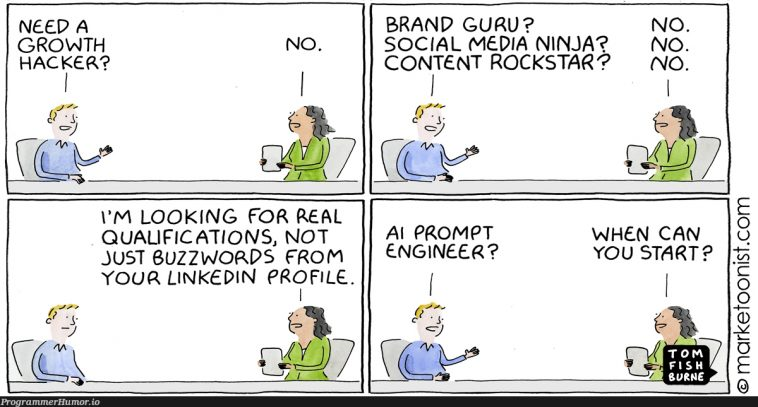 NEED A
GROWTH
HACKER?
NO.
BRAND GURU?
SOCIAL MEDIA NINJA?
CONTENT ROCKSTAR?
NO.
NO.
NO.
I'M LOOKING FOR REAL
QUALIFICATIONS, NOT
JUST BUZZWORDS FROM
YOUR LINKEDIN PROFILE.
AI PROMPT
ENGINEER?
WHEN CAN
YOU START?
TOM
FISH
BURNE
© marketoonist.com
ProgrammerHumor.io